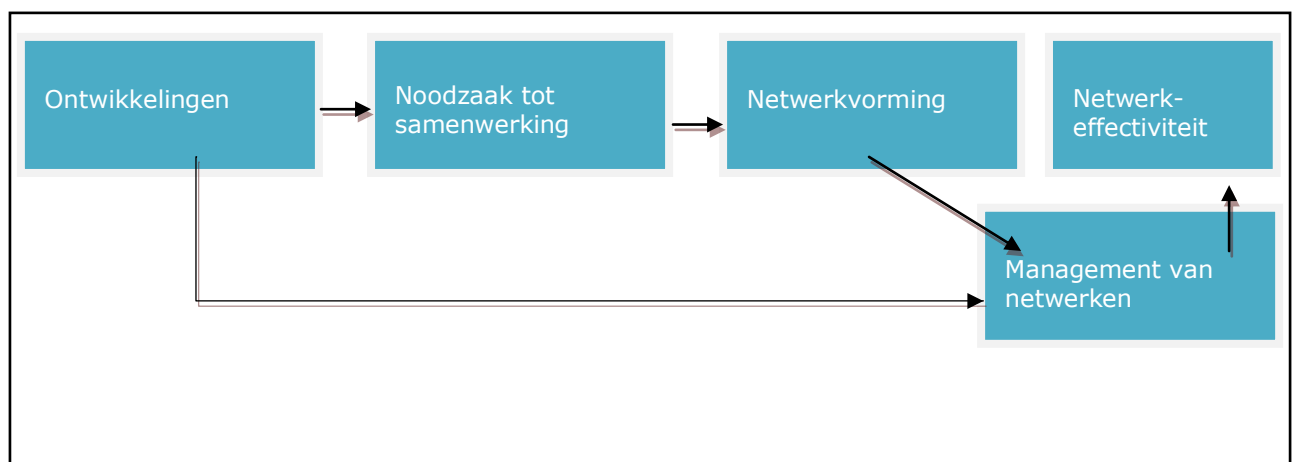 Ontwikkelingen
Noodzaak tot
samenwerking
Netwerkvorming
Netwerk-
effectiviteit
Management van
netwerken